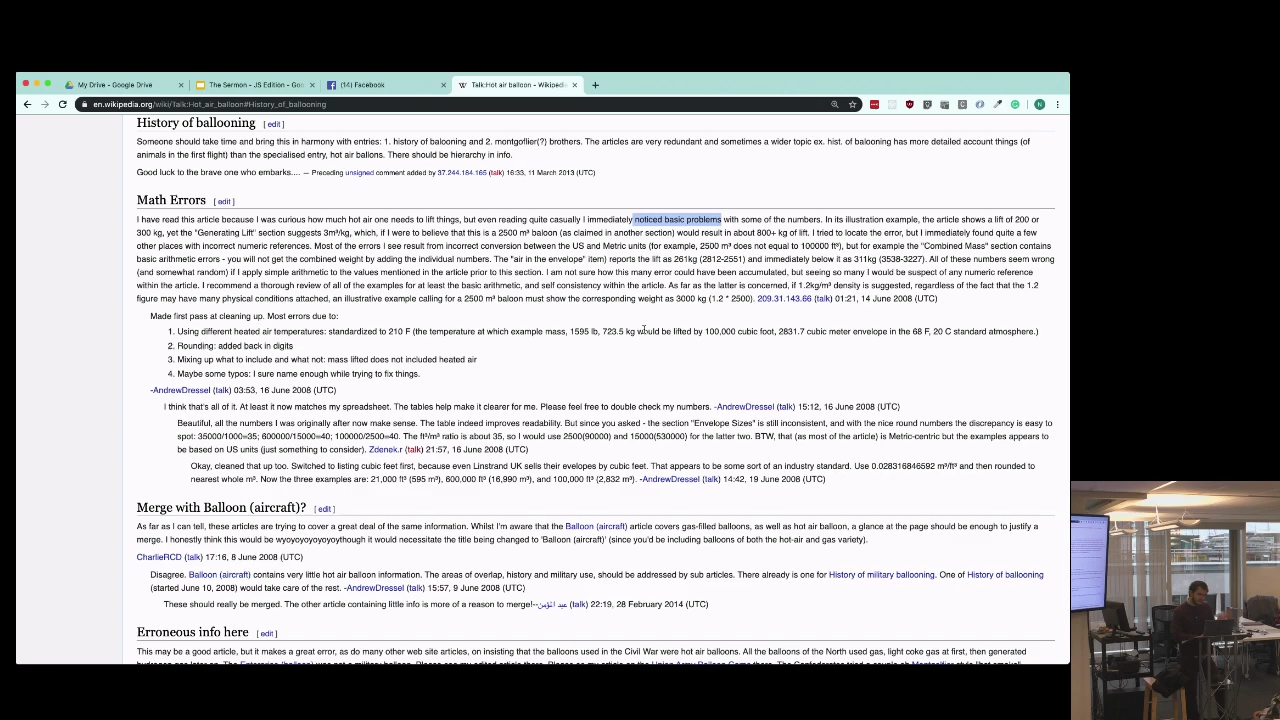 My Drive - Google Drive
The Sermon - JS Edition - Goo
(14) Facebook
Talk:Hot air balloon - Wikipedia
en.wikipedia.org/wiki/Talk:Hot_air_balloon#History_of_ballooning
History of ballooning [ edit ]
Someone should take time and bring this in harmony with entries: 1. history of balooning and 2. montgoflier(?) brothers. The articles are very redundant and sometimes a wider topic ex. hist. of balooning has more detailed account things (of
animals in the first flight) than the specialised entry, hot air ballons. There should be hierarchy in info.
Good luck to the brave one who embarks.... — Preceding unsigned comment added by 37.244.184.165 (talk) 16:33, 11 March 2013 (UTC)
Math Errors [ edit ]
I have read this article because I was curious how much hot air one needs to lift things, but even reading quite casually I immediately noticed basic problems with some of the numbers. In its illustration example, the article shows a lift of 200 or
300 kg, yet the "Generating Lift" section suggests 3m³/kg, which, if I were to believe that this is a 2500 m³ baloon (as claimed in another section) would result in about 800+ kg of lift. I tried to locate the error, but I immediately found quite a few
other places with incorrect numeric references. Most of the errors I see result from incorrect conversion between the US and Metric units (for example, 2500 m³ does not equal to 100000 ft³), but for example the "Combined Mass" section contains
basic arithmetic errors - you will not get the combined weight by adding the individual numbers. The "air in the envelope" item) reports the lift as 261kg (2812-2551) and immediately below it as 311kg (3538-3227). All of these numbers seem wrong
(and somewhat random) if I apply simple arithmetic to the values mentioned in the article prior to this section. I am not sure how this many error could have been accumulated, but seeing so many I would be suspect of any numeric reference
within the article. I recommend a thorough review of all of the examples for at least the basic arithmetic, and self consistency within the article. As far as the latter is concerned, if 1.2kg/m³ density is suggested, regardless of the fact that the 1.2
figure may have many physical conditions attached, an illustrative example calling for a 2500 m³ baloon must show the corresponding weight as 3000 kg (1.2 * 2500). 209.31.143.66 (talk) 01:21, 14 June 2008 (UTC)
Made first pass at cleaning up. Most errors due to:
1. Using different heated air temperatures: standardized to 210 F (the temperature at which example mass, 1595 lb, 723.5 kg would be lifted by 100,000 cubic foot, 2831.7 cubic meter envelope in the 68 F, 20 C standard atmosphere.)
2. Rounding: added back in digits
3. Mixing up what to include and what not: mass lifted does not included heated air
4. Maybe some typos: I sure name enough while trying to fix things.
-AndrewDressel (talk) 03:53, 16 June 2008 (UTC)
I think that's all of it. At least it now matches my spreadsheet. The tables help make it clearer for me. Please feel free to double check my numbers. -AndrewDressel (talk) 15:12, 16 June 2008 (UTC)
Beautiful, all the numbers I was originally after now make sense. The table indeed improves readability. But since you asked - the section "Envelope Sizes" is still inconsistent, and with the nice round numbers the discrepancy is easy to
spot: 35000/1000=35; 600000/15000=40; 100000/2500=40. The ft³/m³ ratio is about 35, so I would use 2500(90000) and 15000(530000) for the latter two. BTW, that (as most of the article) is Metric-centric but the examples appears to
be based on US units (just something to consider). Zdenek.r (talk) 21:57, 16 June 2008 (UTC)
Okay, cleaned that up too. Switched to listing cubic feet first, because even Linstrand UK sells their evelopes by cubic feet. That appears to be some sort of an industry standard. Use 0.028316846592 m³/ft³ and then rounded to
nearest whole m³. Now the three examples are: 21,000 ft³ (595 m³), 600,000 ft³ (16,990 m³), and 100,000 ft³ (2,832 m³). -AndrewDressel (talk) 14:42, 19 June 2008 (UTC)
Merge with Balloon (aircraft)? [ edit ]
As far as I can tell, these articles are trying to cover a great deal of the same information. Whilst I'm aware that the Balloon (aircraft) article covers gas-filled balloons, as well as hot air balloon, a glance at the page should be enough to justify a
merge. I honestly think this would be wyoyoyoyoyoythough it would necessitate the title being changed to 'Balloon (aircraft)' (since you'd be including balloons of both the hot-air and gas variety).
CharlieRCD (talk) 17:16, 8 June 2008 (UTC)
Disagree. Balloon (aircraft) contains very little hot air balloon information. The areas of overlap, history and military use, should be addressed by sub articles. There already is one for History of military ballooning. One of History of ballooning
(started June 10, 2008) would take care of the rest. -AndrewDressel (talk) 15:57, 9 June 2008 (UTC)
These should really be merged. The other article containing little info is more of a reason to merge!--عبد المؤمن (talk) 22:19, 28 February 2014 (UTC)
Erroneous info here [ edit ]
This may be a good article, but it makes a great error, as do many other web site articles, on insisting that the balloons used in the Civil War were hot air balloons. All the balloons of the North used gas, light coke gas at first, then generated